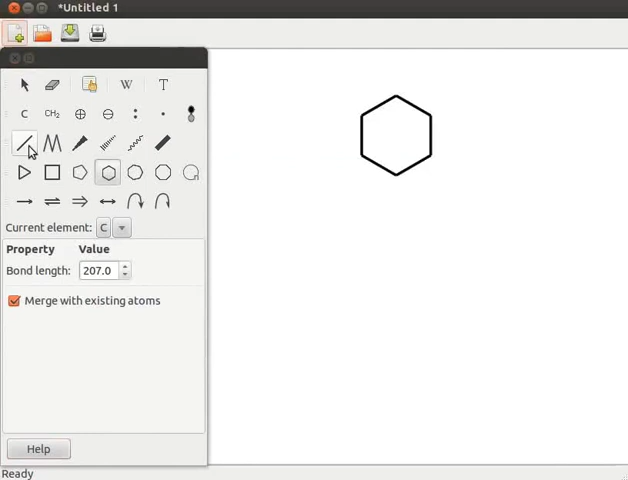 *Untitled 1
W T
C CH2
Current element: C
Property Value
Bond length: 207.0
Merge with existing atoms
Help
Ready